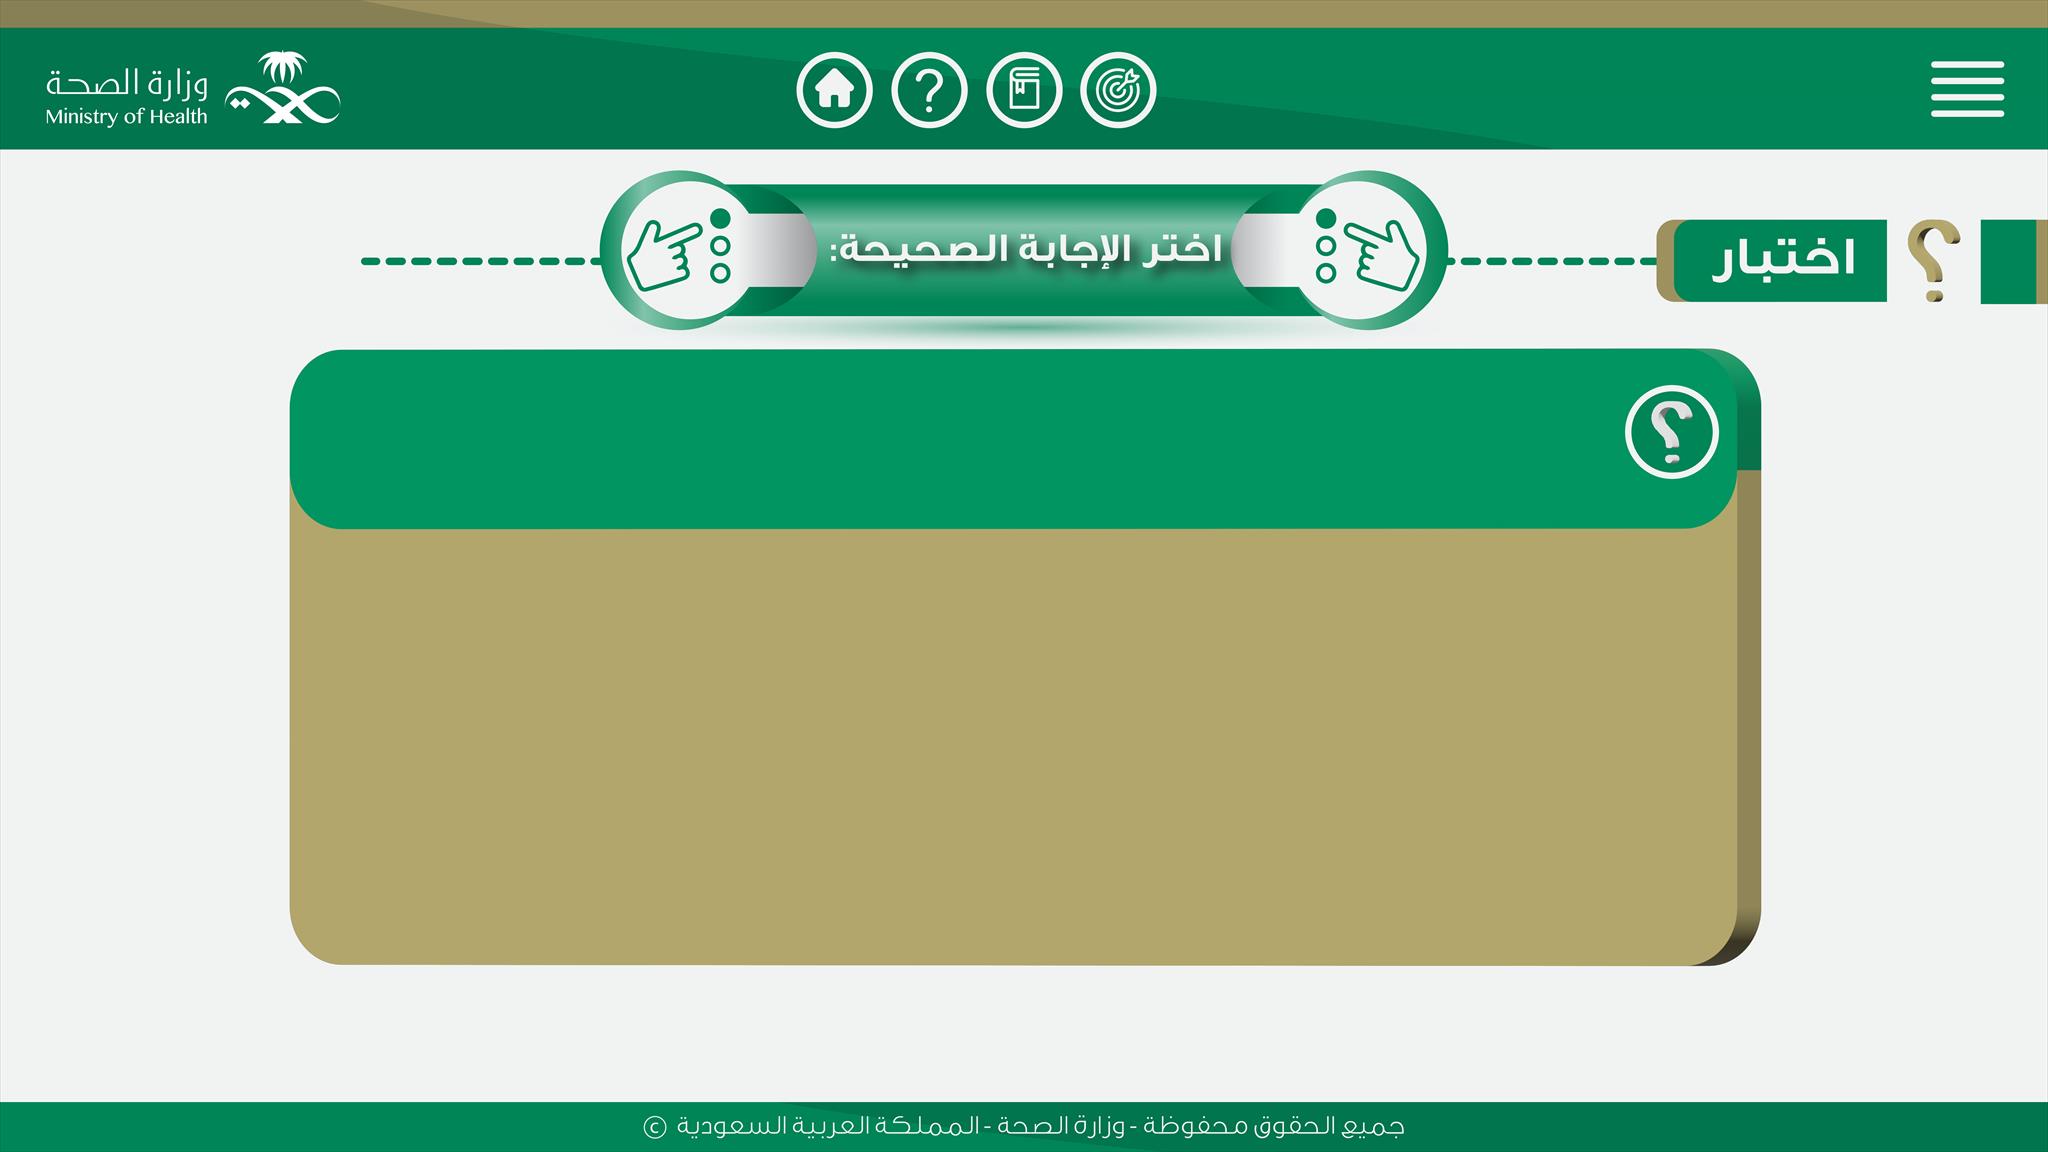 وزارة الصحة
Ministry of Health
اختبار
؟
اختر الإجابة الصحيحة:
؟
جميع الحقوق محفوظة - وزارة الصحة - المملكة العربية السعودية ©